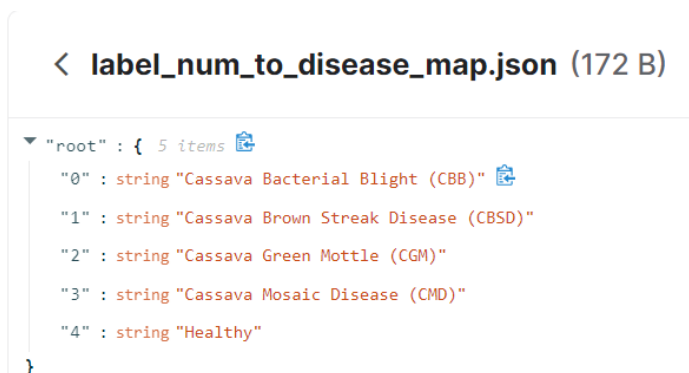 label_num_to_disease_map.json (172 B)
"root" : { 5 items
"0" : string "Cassava Bacterial Blight (CBB)"
"1" : string "Cassava Brown Streak Disease (CBSD)"
"2" : string "Cassava Green Mottle (CGM)"
"3" : string "Cassava Mosaic Disease (CMD)"
"4" : string "Healthy"
}